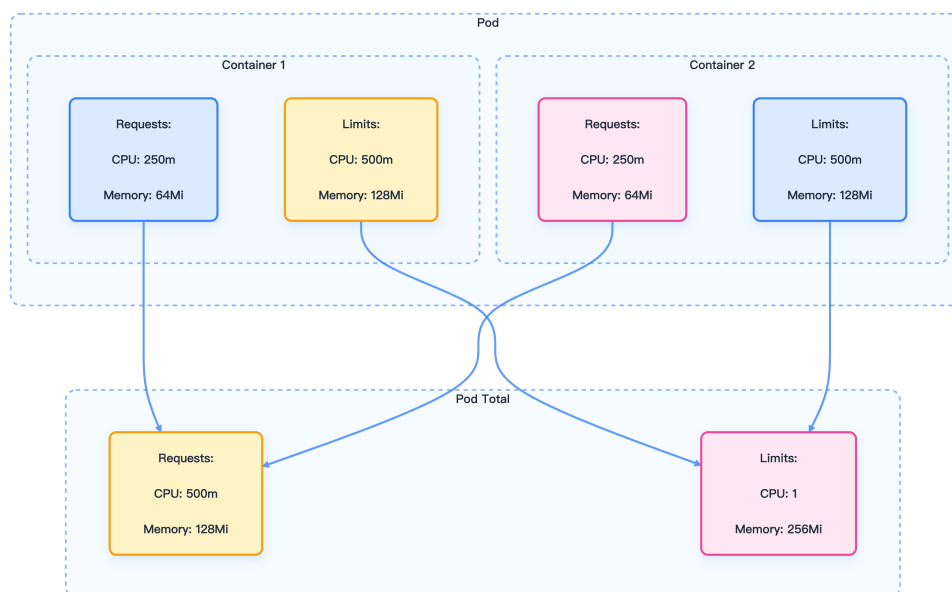 Pod
Container 1
Container 2
Requests:
CPU: 250m
Memory: 64Mi
Limits:
CPU: 500m
Memory: 128Mi
Requests:
CPU: 250m
Memory: 64Mi
Limits:
CPU: 500m
Memory: 128Mi
Pod Total
Requests:
CPU: 500m
Memory: 128Mi
Limits:
CPU: 1
Memory: 256Mi